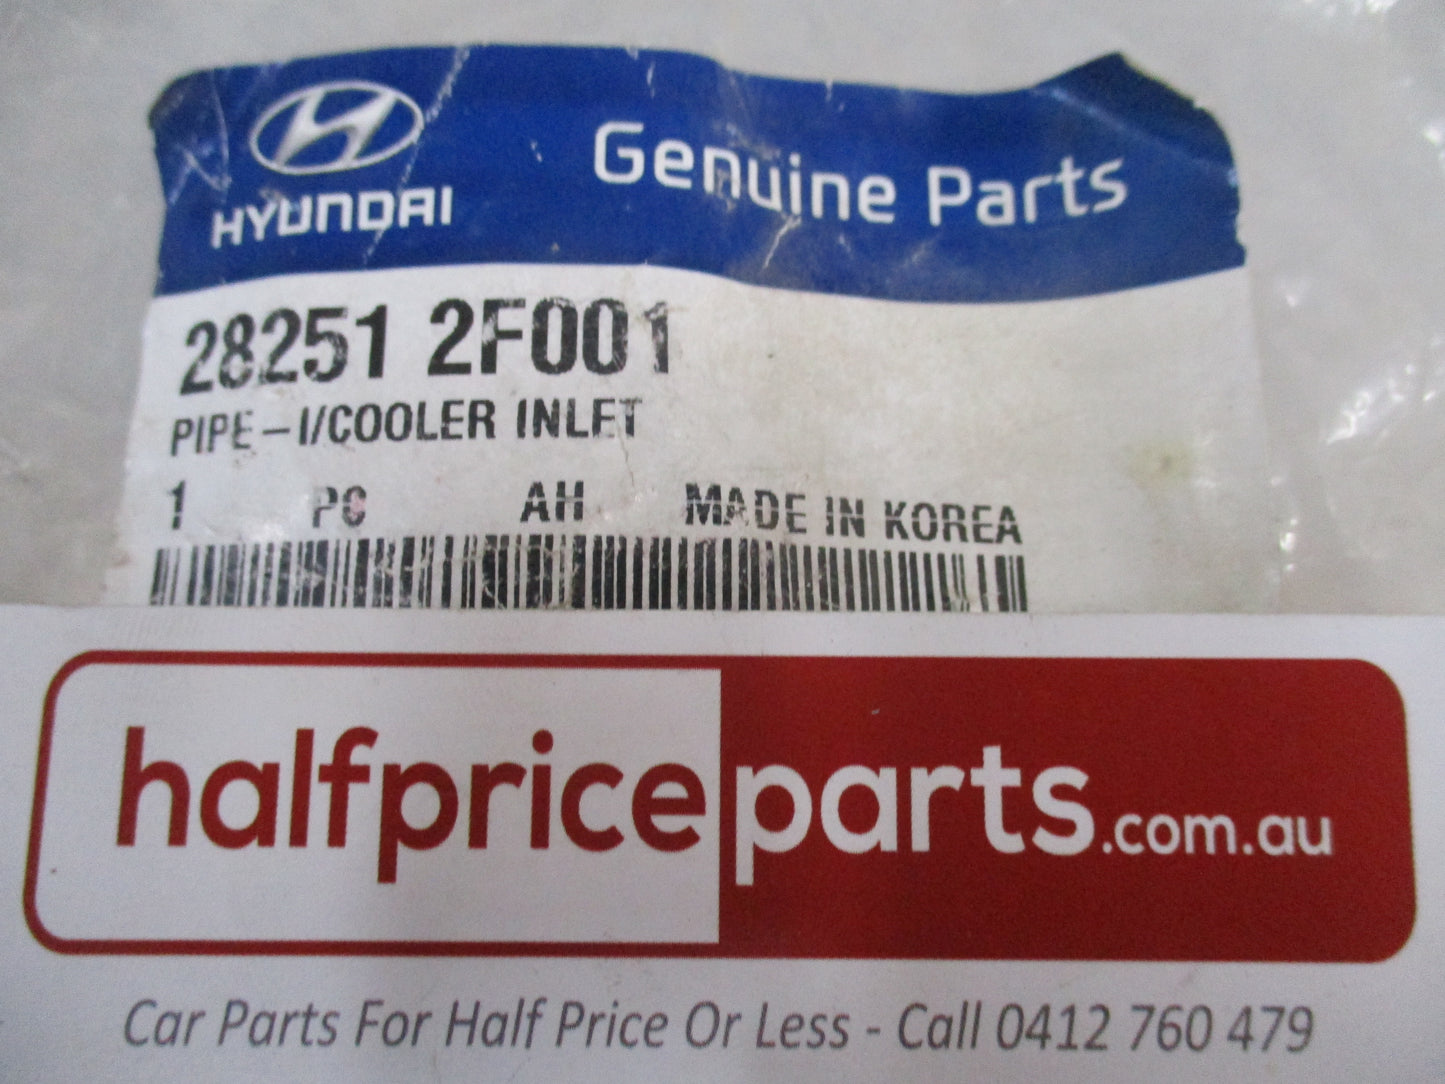 HYUNDAI
Genuine Parts
28251 2F001
PIPE-I/COOLER INLET
1 PC AH MADE IN KOREA
halfpriceparts.com.au
Car Parts For Half Price Or Less - Call 0412 760 479